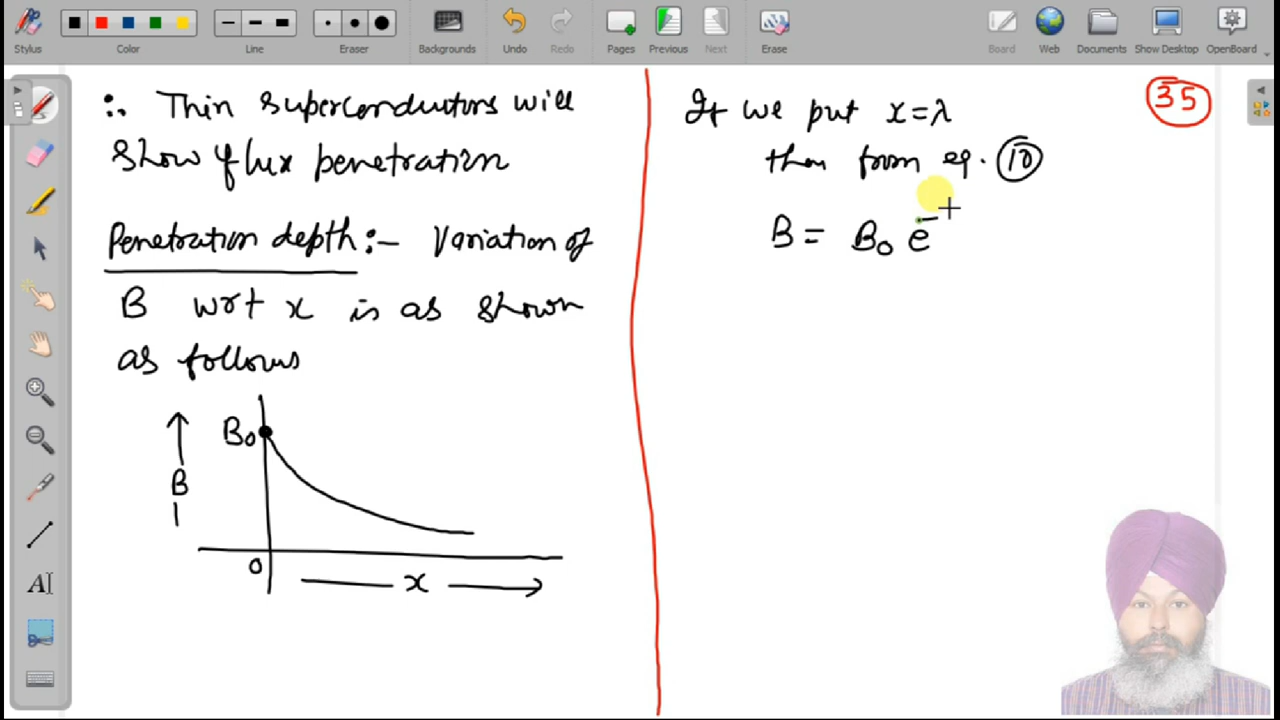 Stylus
Color
Line
Eraser
Backgrounds
Undo
Redo
Pages
Previous
Next
Erase
Board
Web
Documents
Show Desktop
OpenBoard
∴ Thin superconductors will
show flux penetration
Penetration depth:- Variation of
B wrt x is as shown
as follows
B₀
B
0
x
35
If we put x=λ
then from eq. 10
B = B₀ e⁻